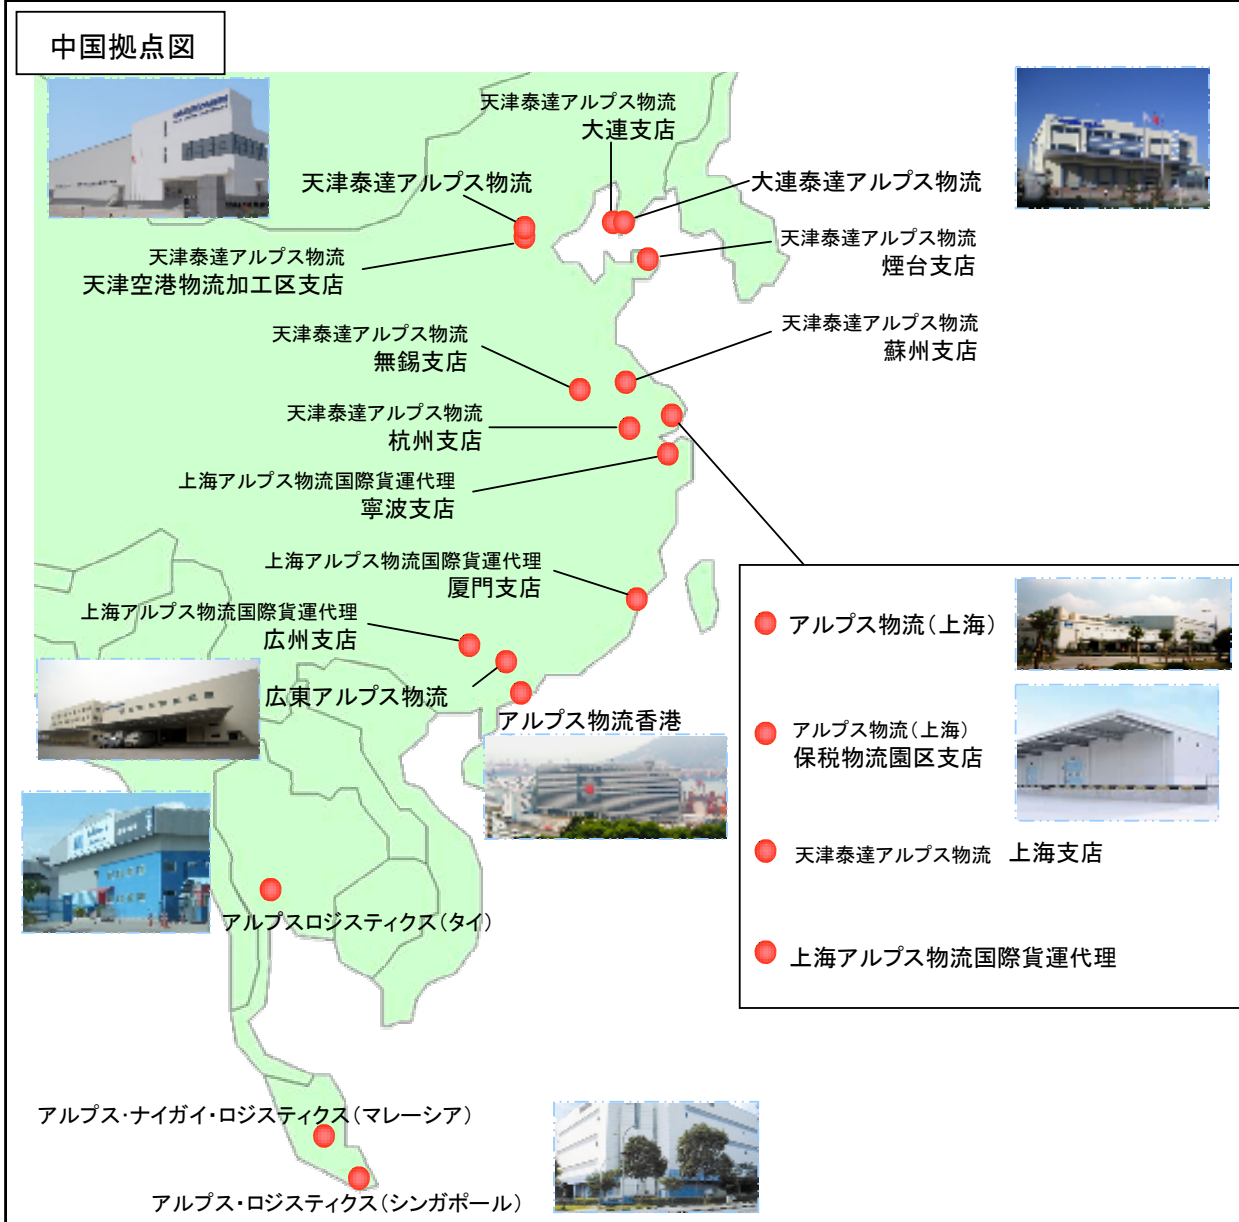 中国拠点図
天津泰達アルプス物流
大連支店
天津泰達アルプス物流
大連泰達アルプス物流
天津泰達アルプス物流
煙台支店
天津泰達アルプス物流
天津空港物流加工区支店
天津泰達アルプス物流
蘇州支店
天津泰達アルプス物流
無錫支店
天津泰達アルプス物流
杭州支店
上海アルプス物流国際貨運代理
寧波支店
上海アルプス物流国際貨運代理
厦門支店
上海アルプス物流国際貨運代理
広州支店
広東アルプス物流
アルプス物流香港
アルプス物流(上海)
アルプス物流(上海)
保税物流園区支店
天津泰達アルプス物流 上海支店
上海アルプス物流国際貨運代理
アルプスロジスティクス(タイ)
アルプス・ナイガイ・ロジスティクス(マレーシア)
アルプス・ロジスティクス(シンガポール)